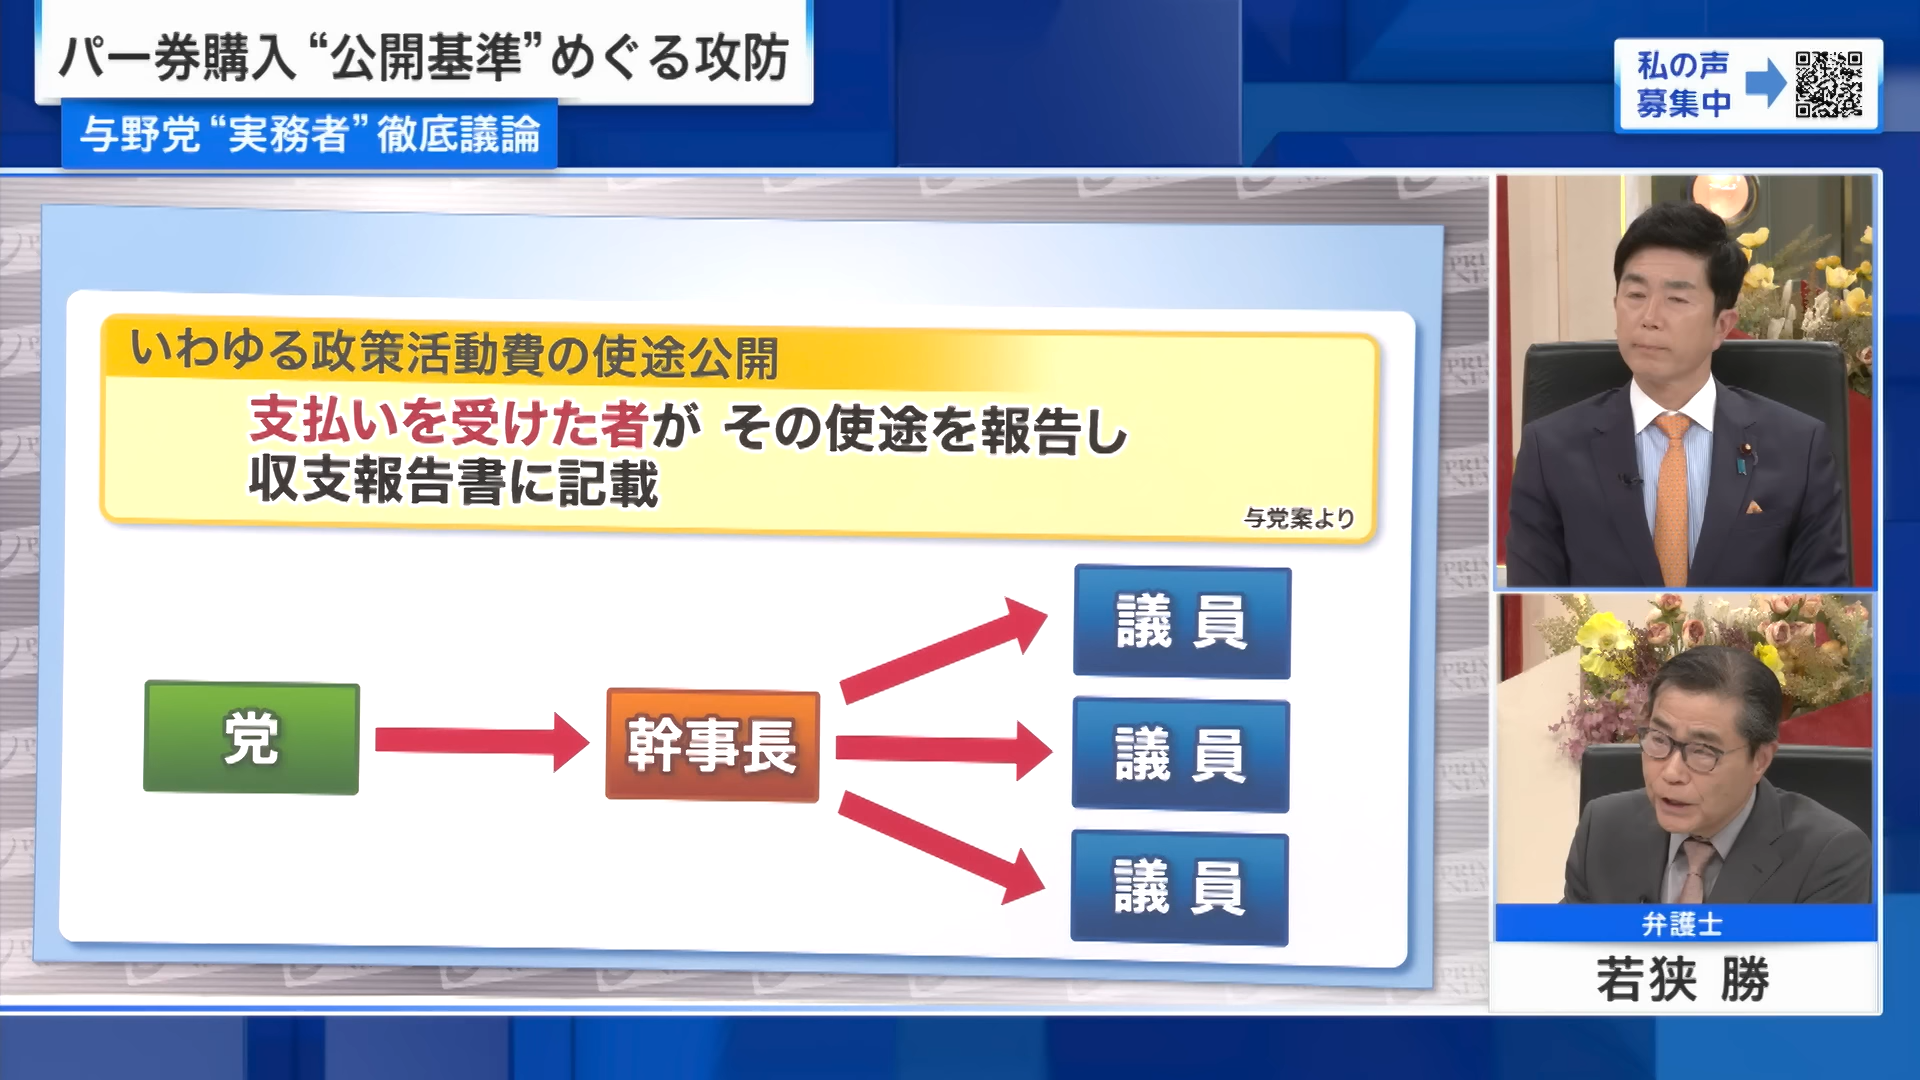 パー券購入“公開基準”めぐる攻防
与野党“実務者”徹底議論
私の声
募集中
いわゆる政策活動費の使途公開
支払いを受けた者が その使途を報告し
収支報告書に記載
与党案より
党
幹事長
議員
議員
議員
弁護士
若狭 勝